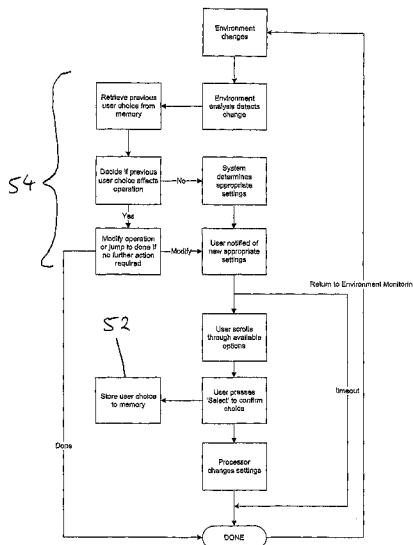 Environment
changes
Retrieve previous
user choice from
memory
Environment
analysis detects
change
54
Decide if previous
user choice affects
operation
No
System
determines
appropriate
settings
Yes
Modify operation
or jump to done if
no further action
required
Modify
User notified of
new appropriate
settings
Return to Environment Monitorin
User scrolls
through available
options
52
Store user choice
to memory
User presses
'Select' to confirm
choice
timeout
Done
Processor
changes settings
DONE